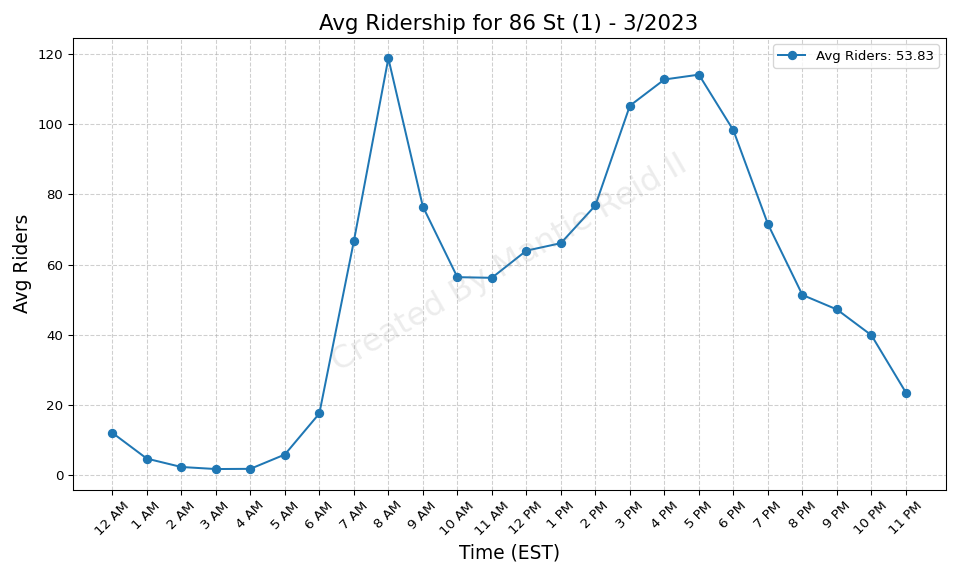 Avg Ridership for 86 St (1) - 3/2023
Avg Riders: 53.83
Avg Riders
120
100
80
60
40
20
0
Created By Mantis Reid II
12 AM
1 AM
2 AM
3 AM
4 AM
5 AM
6 AM
7 AM
8 AM
9 AM
10 AM
11 AM
12 PM
1 PM
2 PM
3 PM
4 PM
5 PM
6 PM
7 PM
8 PM
9 PM
10 PM
11 PM
Time (EST)